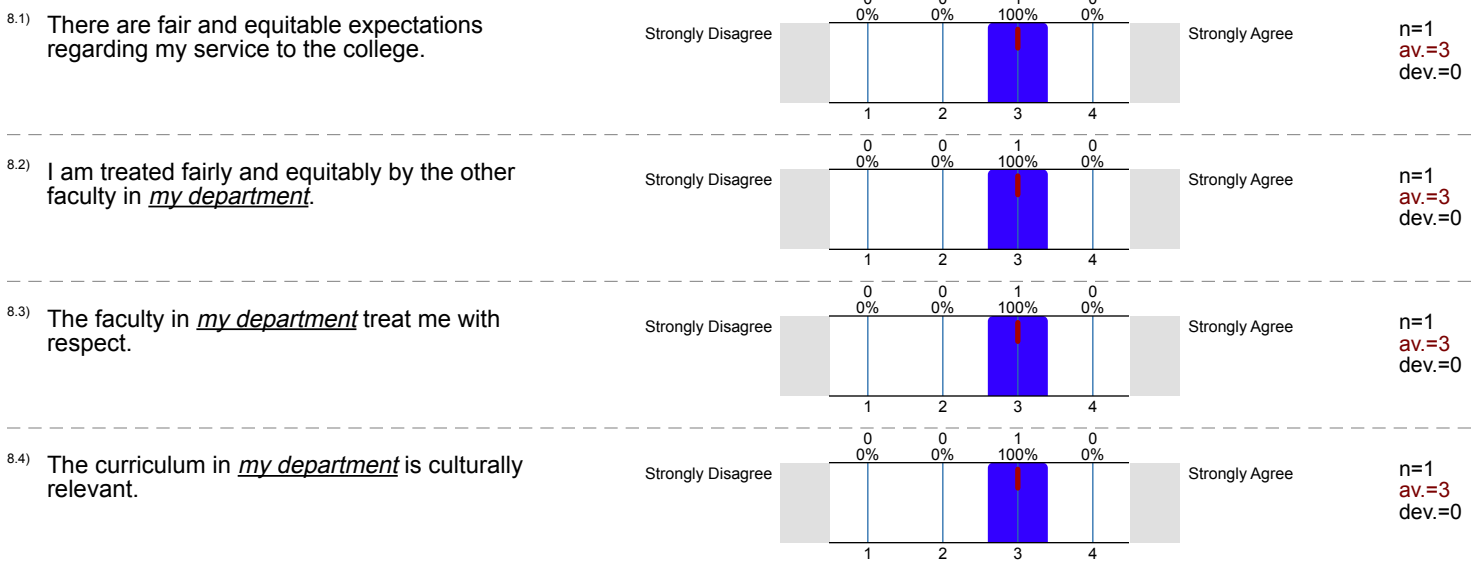 0 0 1 0
8.1) There are fair and equitable expectations 0% 0% 100% 0%
regarding my service to the college. Strongly Disagree Strongly Agree n=1
av.=3
dev.=0
1 2 3 4
0 0 1 0
8.2) I am treated fairly and equitably by the other 0% 0% 100% 0%
faculty in my department. Strongly Disagree Strongly Agree n=1
av.=3
dev.=0
1 2 3 4
0 0 1 0
8.3) The faculty in my department treat me with 0% 0% 100% 0%
respect. Strongly Disagree Strongly Agree n=1
av.=3
dev.=0
1 2 3 4
0 0 1 0
8.4) The curriculum in my department is culturally 0% 0% 100% 0%
relevant. Strongly Disagree Strongly Agree n=1
av.=3
dev.=0
1 2 3 4